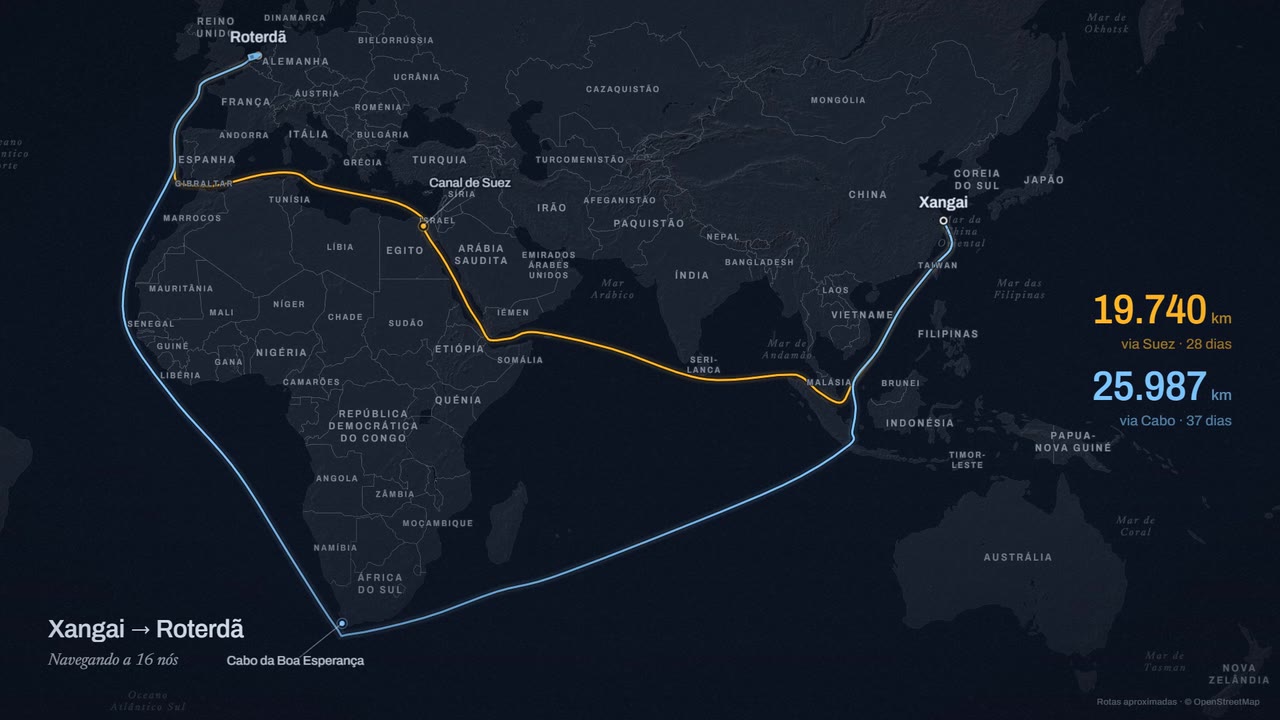 REINO
UNIDO
DINAMARCA
Roterdã
BIELORRÚSSIA
ALEMANHA
UCRÂNIA
ÁUSTRIA
FRANÇA
ROMÉNIA
ANDORRA
ITÁLIA
BULGÁRIA
ESPANHA
GRÉCIA
TURQUIA
GIBRALTAR
Canal de Suez
SÍRIA
TUNÍSIA
MARROCOS
ISRAEL
LÍBIA
EGITO
ARÁBIA
SAUDITA
EMIRADOS
ÁRABES
UNIDOS
IRÃO
CAZAQUISTÃO
MONGÓLIA
TURCOMENISTÃO
AFEGANISTÃO
PAQUISTÃO
NEPAL
BANGLADESH
ÍNDIA
CHINA
COREIA
DO SUL
JAPÃO
Xangai
Mar da
China
Oriental
TAIWAN
Mar de
Okhotsk
Mar das
Filipinas
Mar
Arábico
LAOS
VIETNAME
FILIPINAS
MAURITÂNIA
MALI
NÍGER
CHADE
SUDÃO
IÉMEN
SENEGAL
GUINÉ
GANA
NIGÉRIA
LIBÉRIA
CAMARÕES
ETIÓPIA
SOMÁLIA
QUÉNIA
REPÚBLICA
DEMOCRÁTICA
DO CONGO
SERI-
LANCA
Mar de
Andamão
MALÁSIA
BRUNEI
INDONÉSIA
TIMOR-
LESTE
PAPUA-
NOVA GUINÉ
19.740 km
via Suez · 28 dias
25.987 km
via Cabo · 37 dias
ANGOLA
ZÂMBIA
MOÇAMBIQUE
NAMÍBIA
ÁFRICA
DO SUL
Mar de
Coral
AUSTRÁLIA
Xangai → Roterdã
Navegando a 16 nós
Cabo da Boa Esperança
Mar de
Tasman
NOVA
ZELÂNDIA
Oceano
Atlântico Sul
Rotas aproximadas · © OpenStreetMap